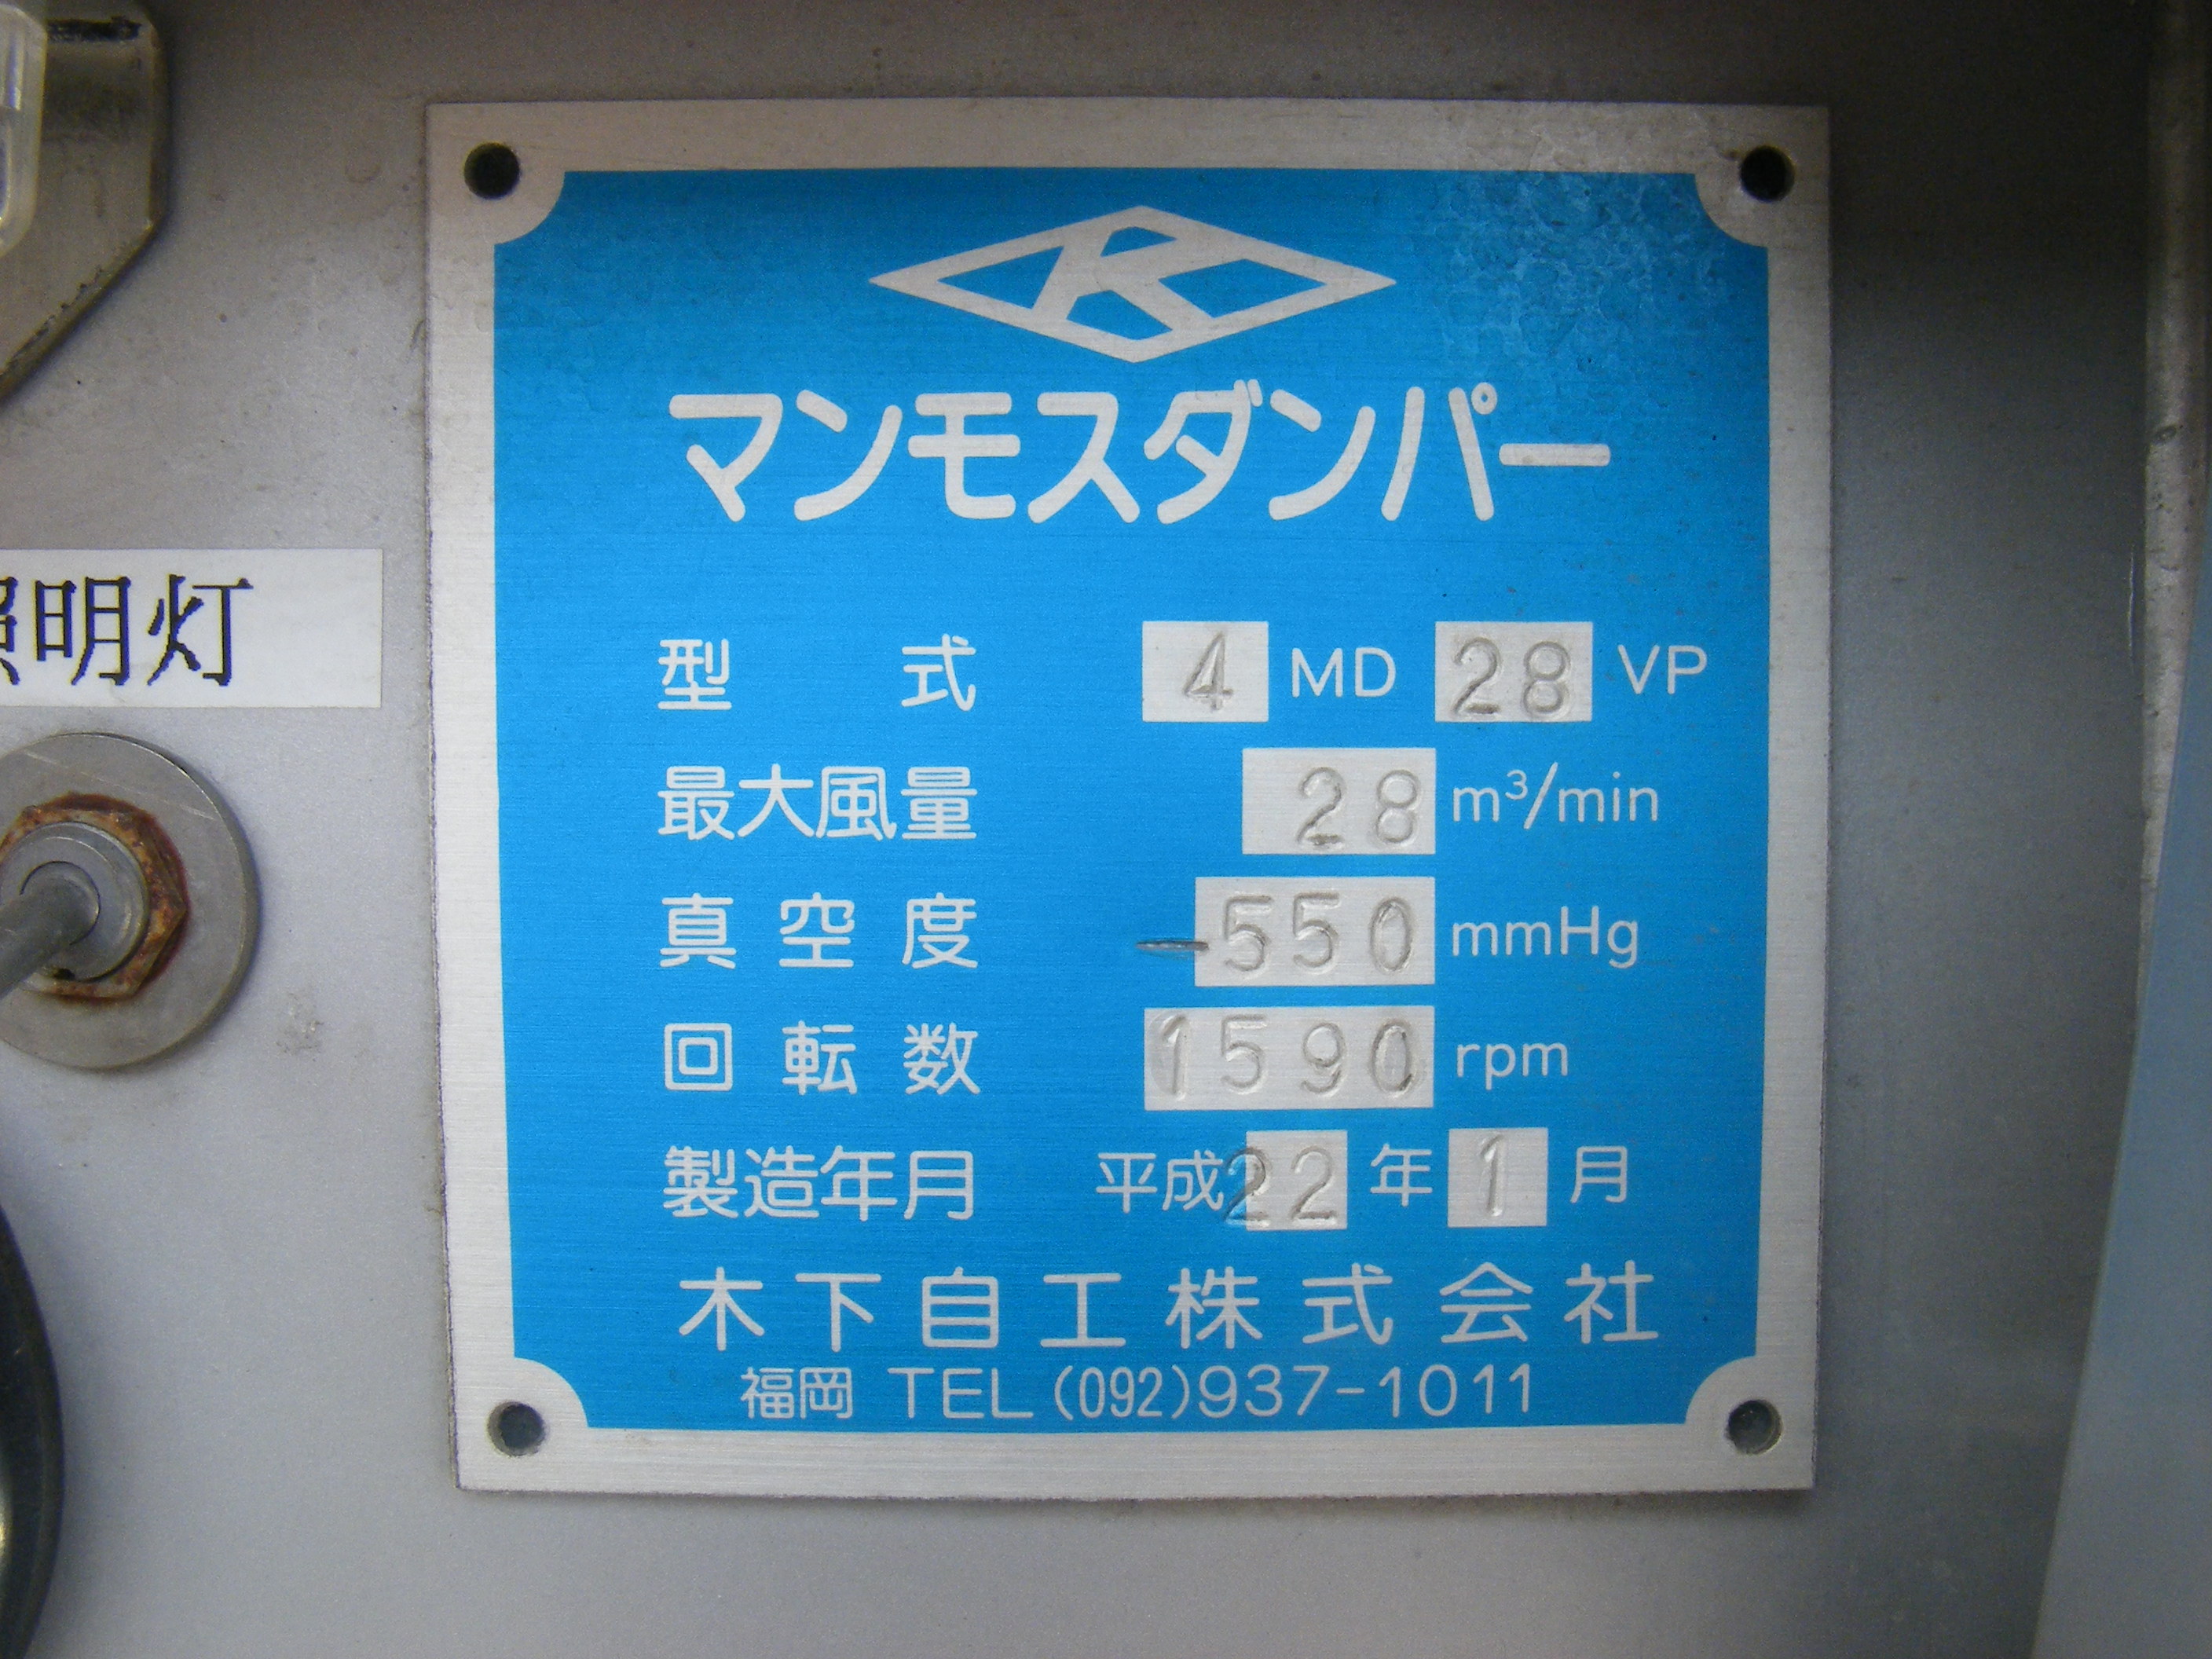 K
マンモスダンパー
型式 4 MD 28 VP
最大風量 28 m³/min
真空度 -550 mmHg
回転数 1590 rpm
製造年月 平成22年1月
木下自工株式会社
福岡 TEL (092)937-1011
照明灯